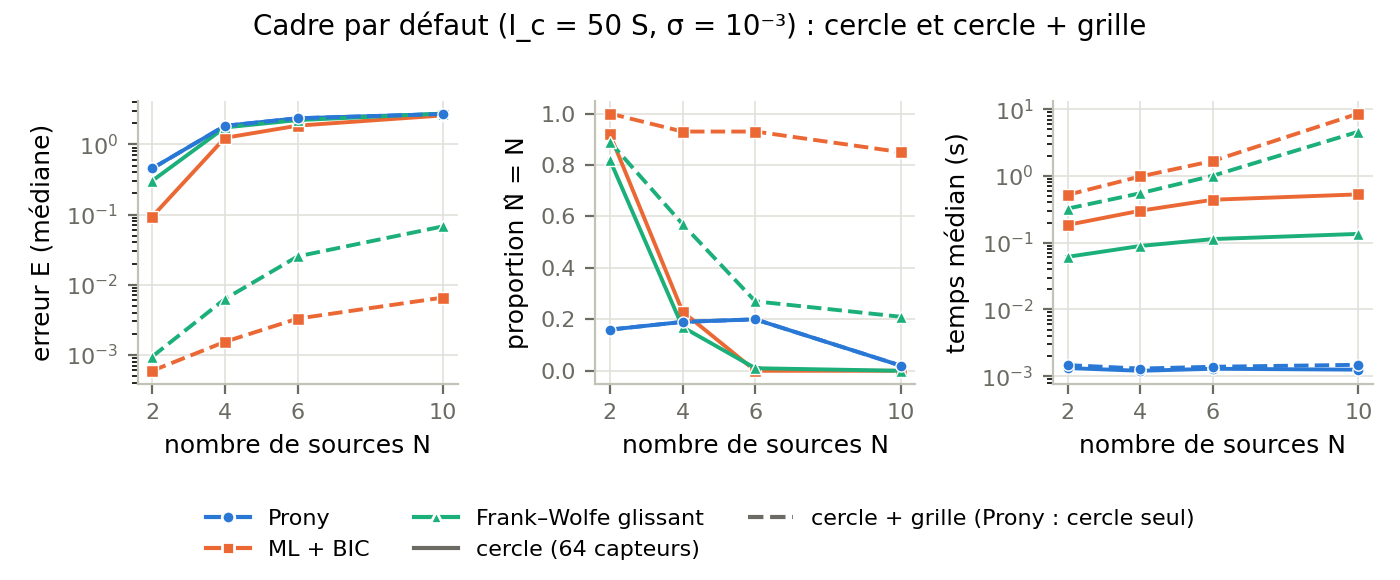 Cadre par défaut (I_c = 50 S, σ = 10⁻³) : cercle et cercle + grille
erreur E (médiane)
10⁰
10⁻¹
10⁻²
10⁻³
2 4 6 10
nombre de sources N
proportion N̂ = N
1.0
0.8
0.6
0.4
0.2
0.0
2 4 6 10
nombre de sources N
temps médian (s)
10¹
10⁰
10⁻¹
10⁻²
10⁻³
2 4 6 10
nombre de sources N
Prony
ML + BIC
Frank–Wolfe glissant
cercle (64 capteurs)
cercle + grille (Prony : cercle seul)